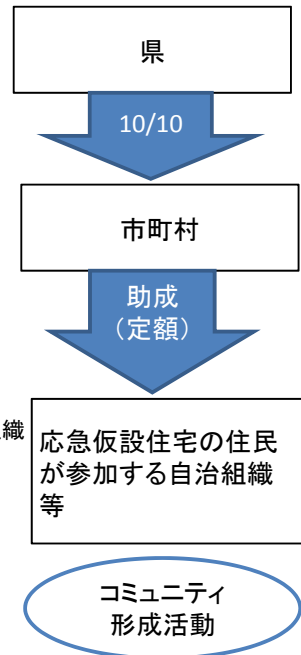 県
10/10
市町村
助成
（定額）
織
応急仮設住宅の住民
が参加する自治組織
等
コミュニティ
形成活動